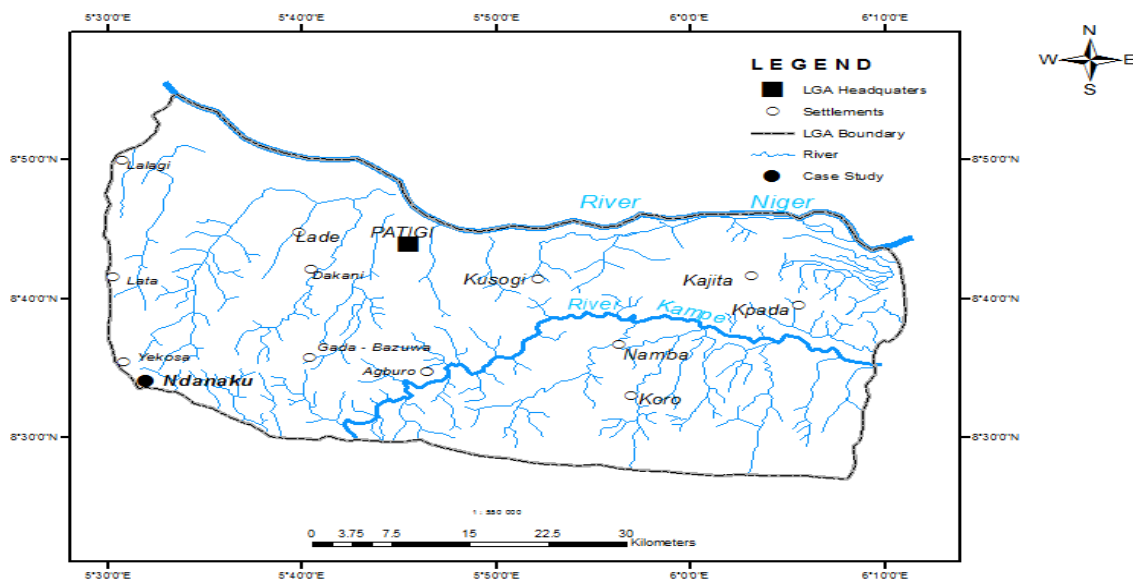 5°30'0"E 5°40'0"E 5°50'0"E 6°0'0"E 6°10'0"E
N
W E
S
LEGEND
LGA Headquaters
Settlements
LGA Boundary
River
Case Study
8°50'0"N 8°50'0"N
Lalagi
River Niger
Lade
PATIGI
Dakani
Lata
Kusogi
Kajita
8°40'0"N 8°40'0"N
Kpada
River Kampe
Gada - Bazuwa
Namba
Yekosa
Agburo
Ndanaku
Koro
8°30'0"N 8°30'0"N
0 3.75 7.5 15 22.5 30
Kilometers
5°30'0"E 5°40'0"E 5°50'0"E 6°0'0"E 6°10'0"E